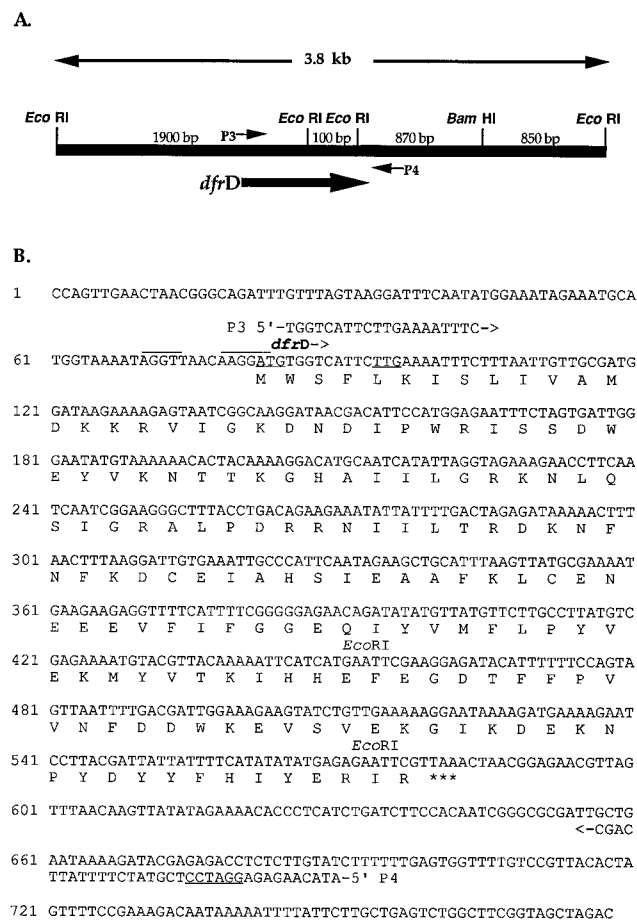 A.
3.8 kb
Eco RI Eco RI Eco RI Bam HI Eco RI
1900 bp P3 100 bp 870 bp 850 bp
P4
dfrD
B.
1 CCAGTTGAACTAACGGGCAGATTTGTTTAGTAAGGATTTCAATATGGAAATAGAAATGCA
P3 5'-TGGTCATTCTTGAAAATTTC->
dfrD->
61 TGGTAAAATAGGTTAACAAGGATGTGGTCATTCTTGAAAATTTCTTTAATTGTTGCGATG
M W S F L K I S L I V A M
121 GATAAGAAAAGAGTAATCGGCAAGGATAACGACATTCCATGGAGAATTTCTAGTGATTGG
D K K R V I G K D N D I P W R I S S D W
181 GAATATGTAAAAAACACTACAAAAGGACATGCAATCATATTAGGTAGAAAGAACCTTCAA
E Y V K N T T K G H A I I L G R K N L Q
241 TCAATCGGAAGGGCTTTACCTGACAGAAGAAATATTATTTTGACTAGAGATAAAAACTTT
S I G R A L P D R R N I I L T R D K N F
301 AACTTTAAGGATTGTGAAATTGCCCATTCAATAGAAGCTGCATTTAAGTTATGCGAAAAT
N F K D C E I A H S I E A A F K L C E N
361 GAAGAAGAGGTTTTCATTTTCGGGGGAGAACAGATATATGTTATGTTCTTGCCTTATGTC
E E E V F I F G G E Q I Y V M F L P Y V
EcoRI
421 GAGAAAATGTACGTTACAAAAATTCATCATGAATTCGAAGGAGATACATTTTTTCCAGTA
E K M Y V T K I H H E F E G D T F F P V
481 GTTAATTTTGACGATTGGAAAGAAGTATCTGTTGAAAAAGGAATAAAAGATGAAAAGAAT
V N F D D W K E V S V E K G I K D E K N
EcoRI
541 CCTTACGATTATTATTTTCATATATATGAGAGAATTCGTTAAACTAACGGAGAACGTTAG
P Y D Y Y F H I Y E R I R ***
601 TTTAACAAGTTATATAGAAAACACCCTCATCTGATCTTCCACAATCGGGCGCGATTGCTG
<-CGAC
661 AATAAAAGATACGAGAGACCTCTCTTGTATCTTTTTTGAGTGGTTTTGTCCGTTACACTA
TTATTTTCTATGCTCCTAGGAGAGAACATA-5' P4
721 GTTTTCCGAAAGACAATAAAAATTTTATTCTTGCTGAGTCTGGCTTCGGTAGCTAGAC